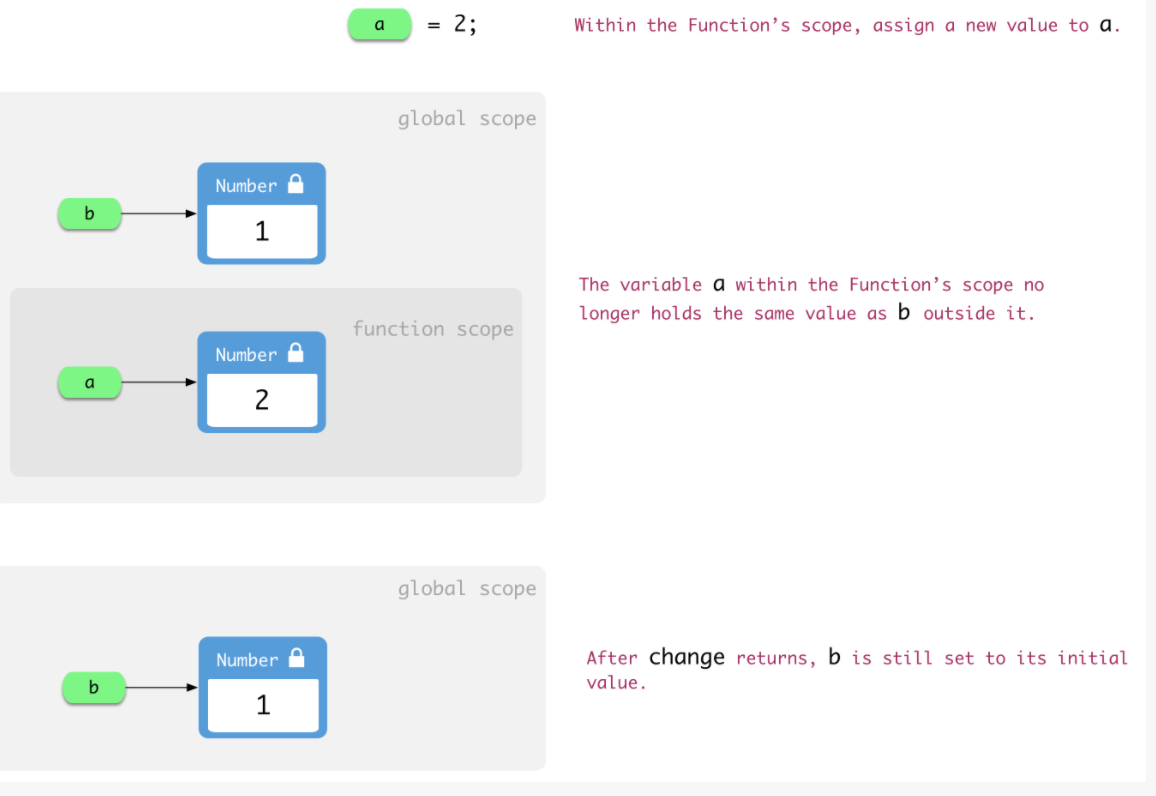 a = 2;
Within the Function’s scope, assign a new value to a.
global scope
Number
b
1
function scope
Number
a
2
The variable a within the Function’s scope no
longer holds the same value as b outside it.
global scope
Number
b
1
After change returns, b is still set to its initial
value.